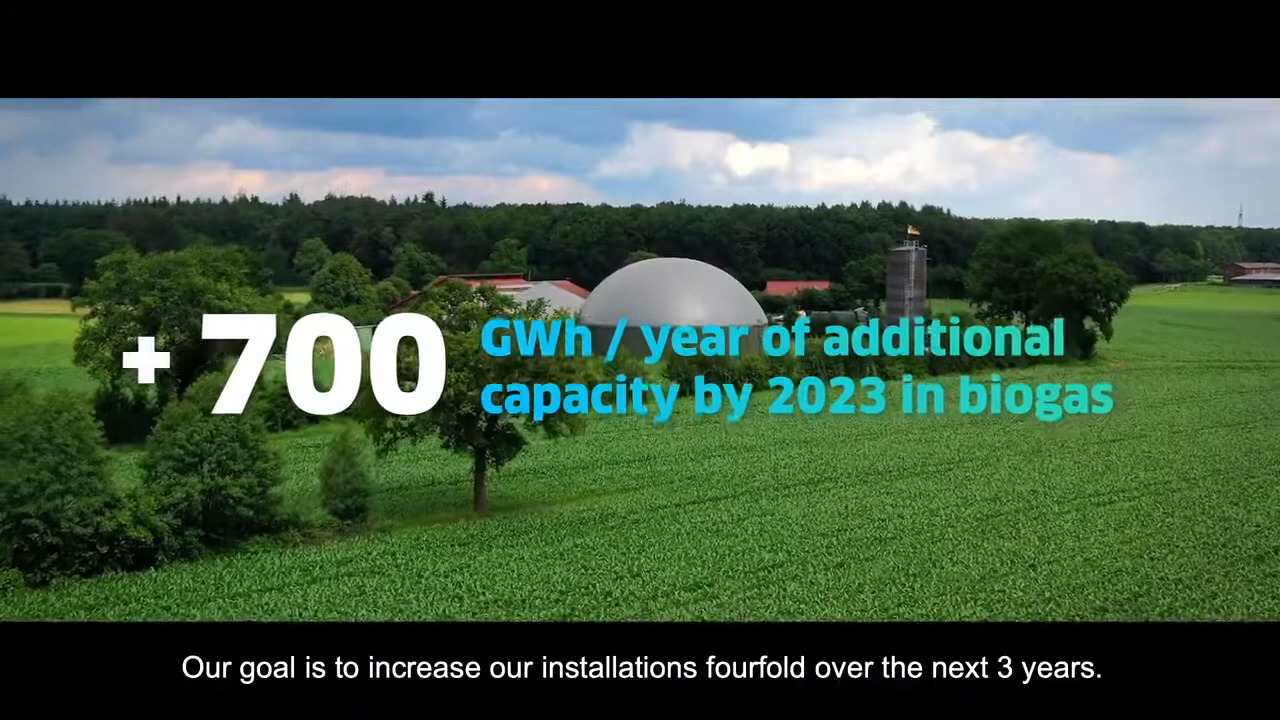 + 700
GWh / year of additional
capacity by 2023 in biogas
Our goal is to increase our installations fourfold over the next 3 years.